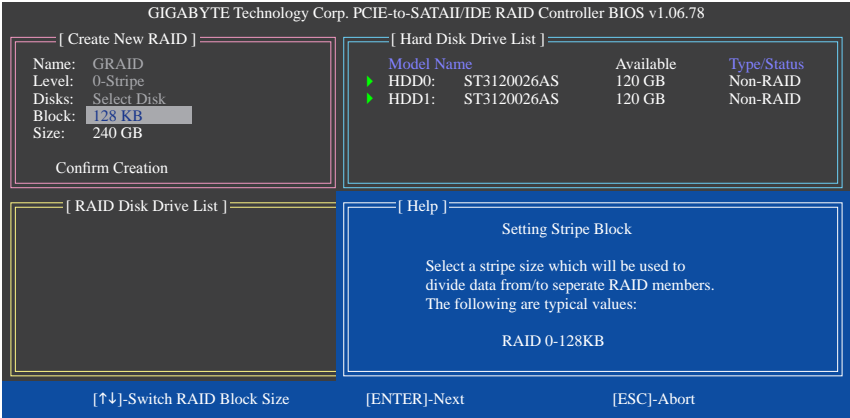 GIGABYTE Technology Corp. PCIE-to-SATAII/IDE RAID Controller BIOS v1.06.78
[ Create New RAID ]
Name: GRAID
Level: 0-Stripe
Disks: Select Disk
Block: 128 KB
Size: 240 GB
Confirm Creation
[ Hard Disk Drive List ]
Model Name Available Type/Status
HDD0: ST3120026AS 120 GB Non-RAID
HDD1: ST3120026AS 120 GB Non-RAID
[ RAID Disk Drive List ]
[ Help ]
Setting Stripe Block
Select a stripe size which will be used to
divide data from/to seperate RAID members.
The following are typical values:
RAID 0-128KB
[↑↓]-Switch RAID Block Size [ENTER]-Next [ESC]-Abort